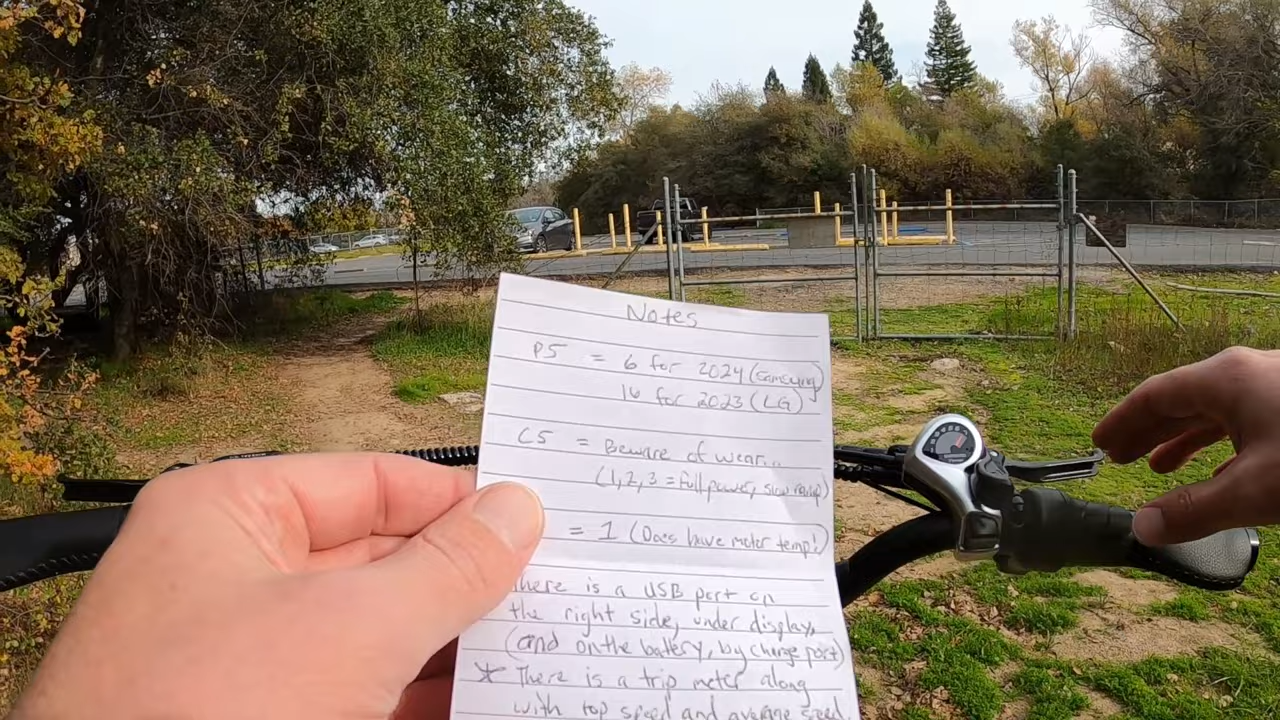 Notes
P5 = 6 for 2024 (Samsung)
16 for 2023 (LG)
C5 = Beware of wear...
(1, 2, 3 = full power, slow ramp)
= 1 (Does have motor temp!)
here is a USB port on
the right side, under display,
(and on the battery, by charge port)
* There is a trip meter along
with top speed and average speed